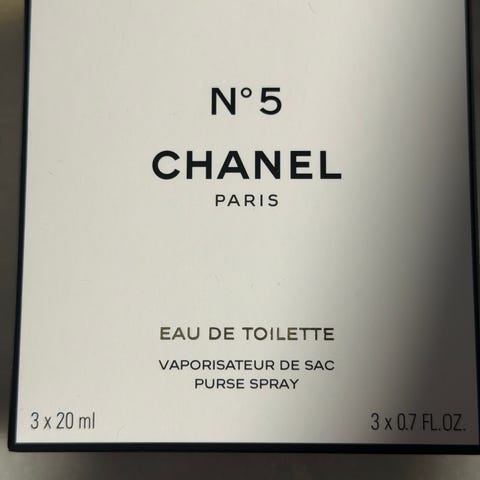 N°5
CHANEL
PARIS
EAU DE TOILETTE
VAPORISATEUR DE SAC
PURSE SPRAY
3 x 20 ml 3 x 0.7 FL.OZ.